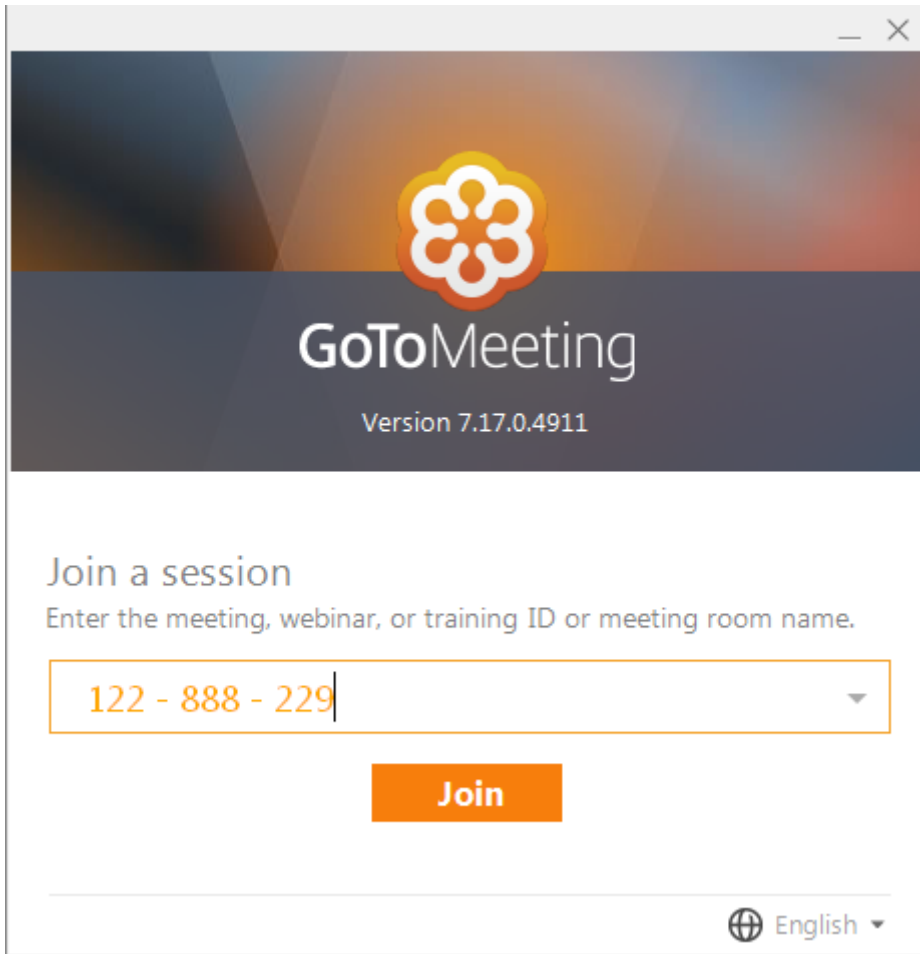 GoToMeeting
Version 7.17.0.4911
Join a session
Enter the meeting, webinar, or training ID or meeting room name.
122 - 888 - 229
Join
English